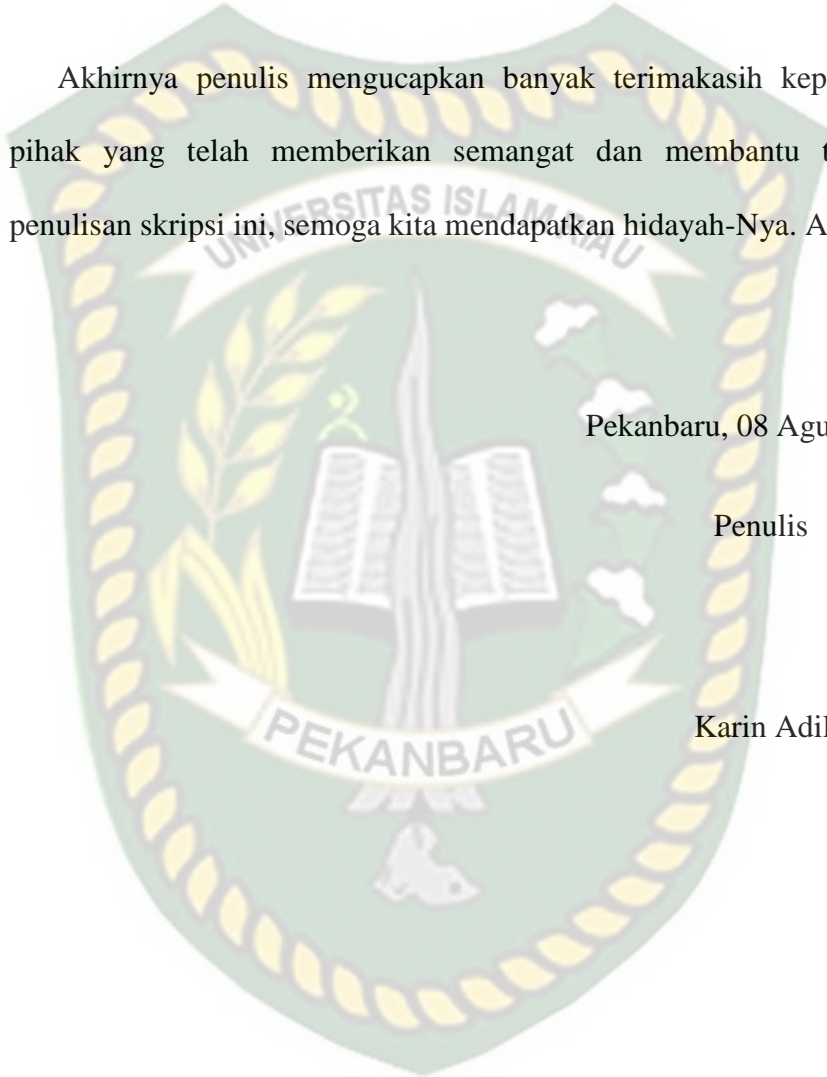 Akhirnya penulis mengucapkan banyak terimakasih kep
pihak yang telah memberikan semangat dan membantu t
penulisan skripsi ini, semoga kita mendapatkan hidayah-Nya. A
UNIVERSITAS ISLAM RIAU
Pekanbaru, 08 Agu
Penulis
Karin Adil
PEKANBARU